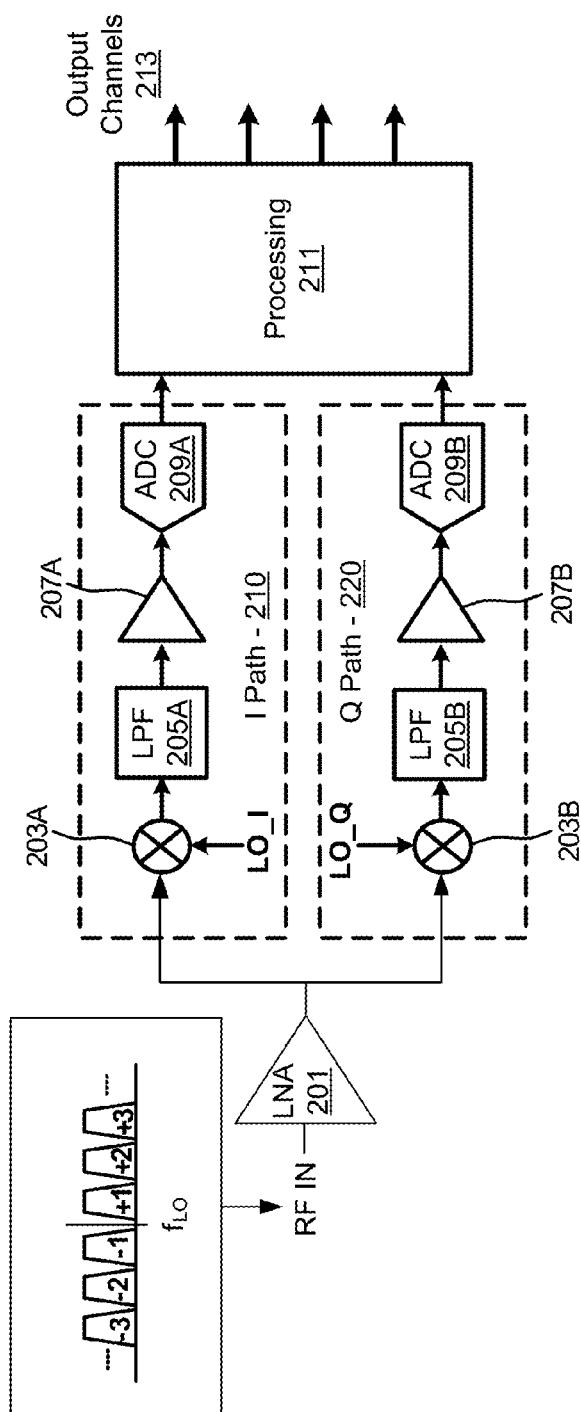 -3 -2 -1 +1 +2 +3
fLO
RF IN
LNA
201
203A
LO_I
LPF
205A
207A
ADC
209A
I Path - 210
Q Path - 220
LO_Q
203B
LPF
205B
207B
ADC
209B
Processing
211
Output
Channels
213